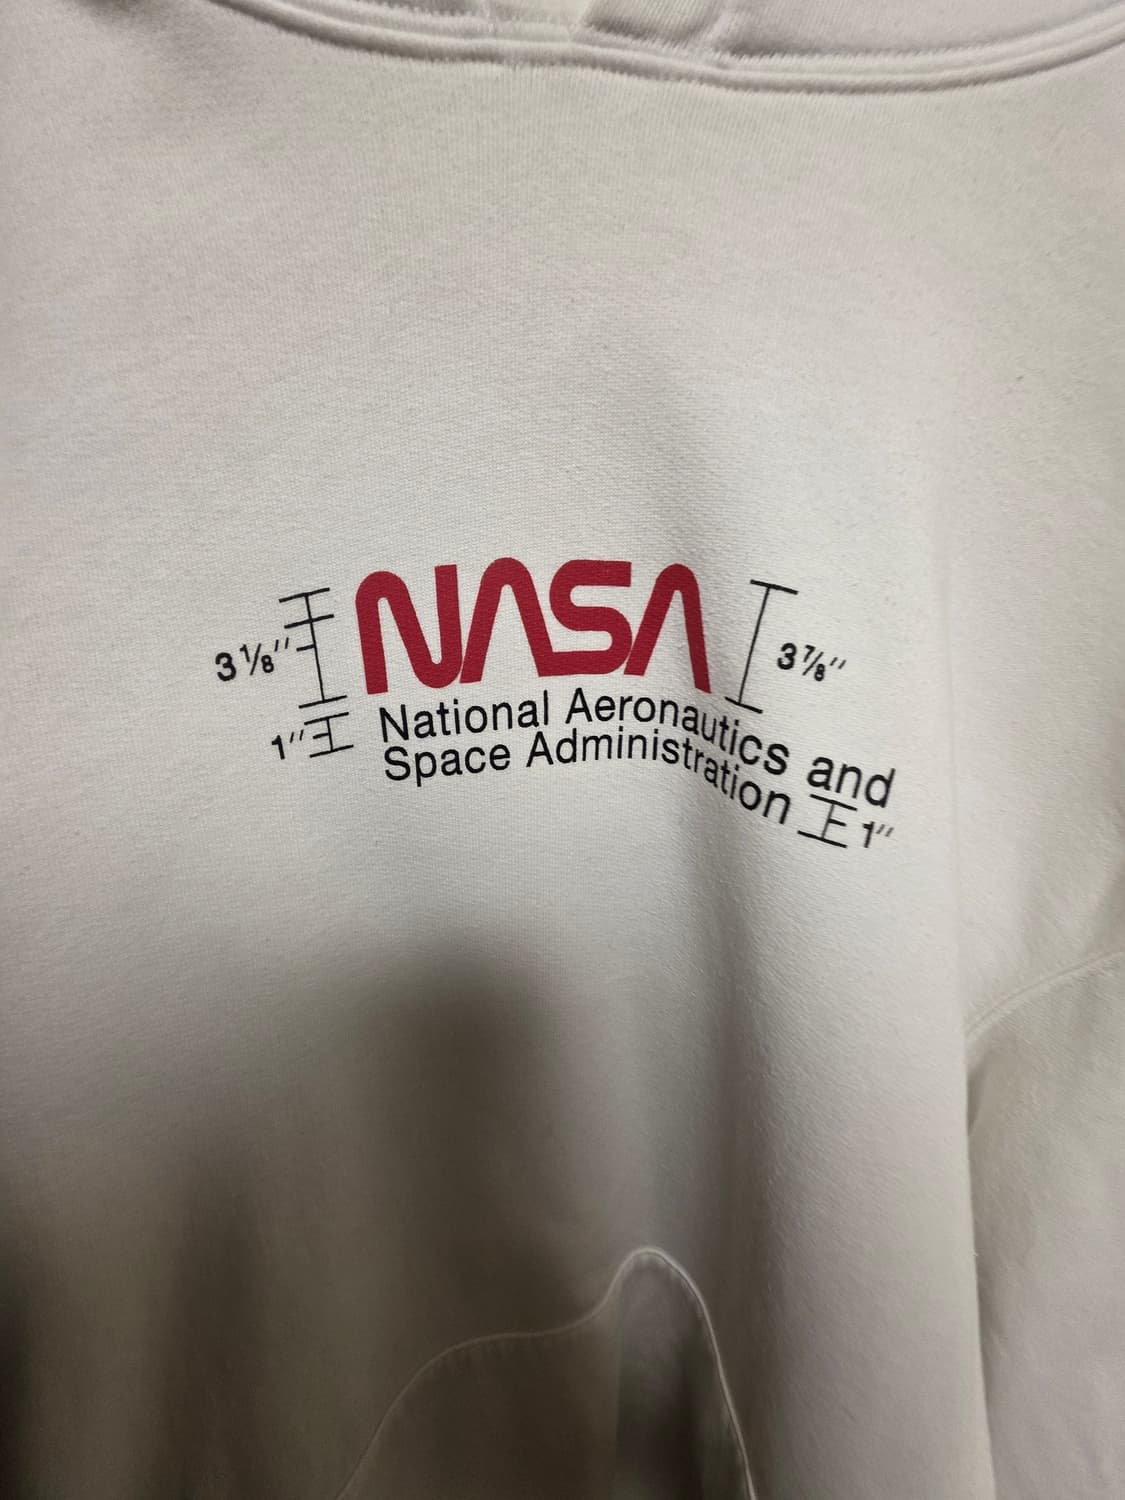 NASA
3 ⅛″
3 ⅞″
National Aeronautics and
Space Administration
1″
1″